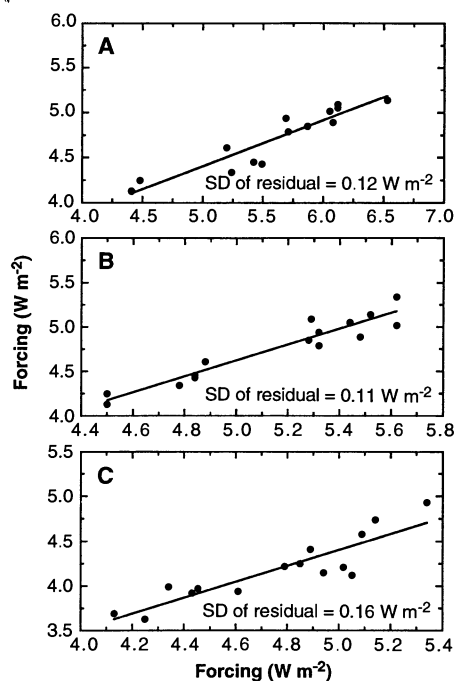 6.0
A
5.5
5.0
4.5
SD of residual = 0.12 W m-2
4.0
4.0 4.5 5.0 5.5 6.0 6.5 7.0
6.0
B
5.5
5.0
4.5
SD of residual = 0.11 W m-2
4.0
4.4 4.6 4.8 5.0 5.2 5.4 5.6 5.8
Forcing (W m-2)
5.5
C
5.0
4.5
4.0
SD of residual = 0.16 W m-2
3.5
4.0 4.2 4.4 4.6 4.8 5.0 5.2 5.4
Forcing (W m-2)